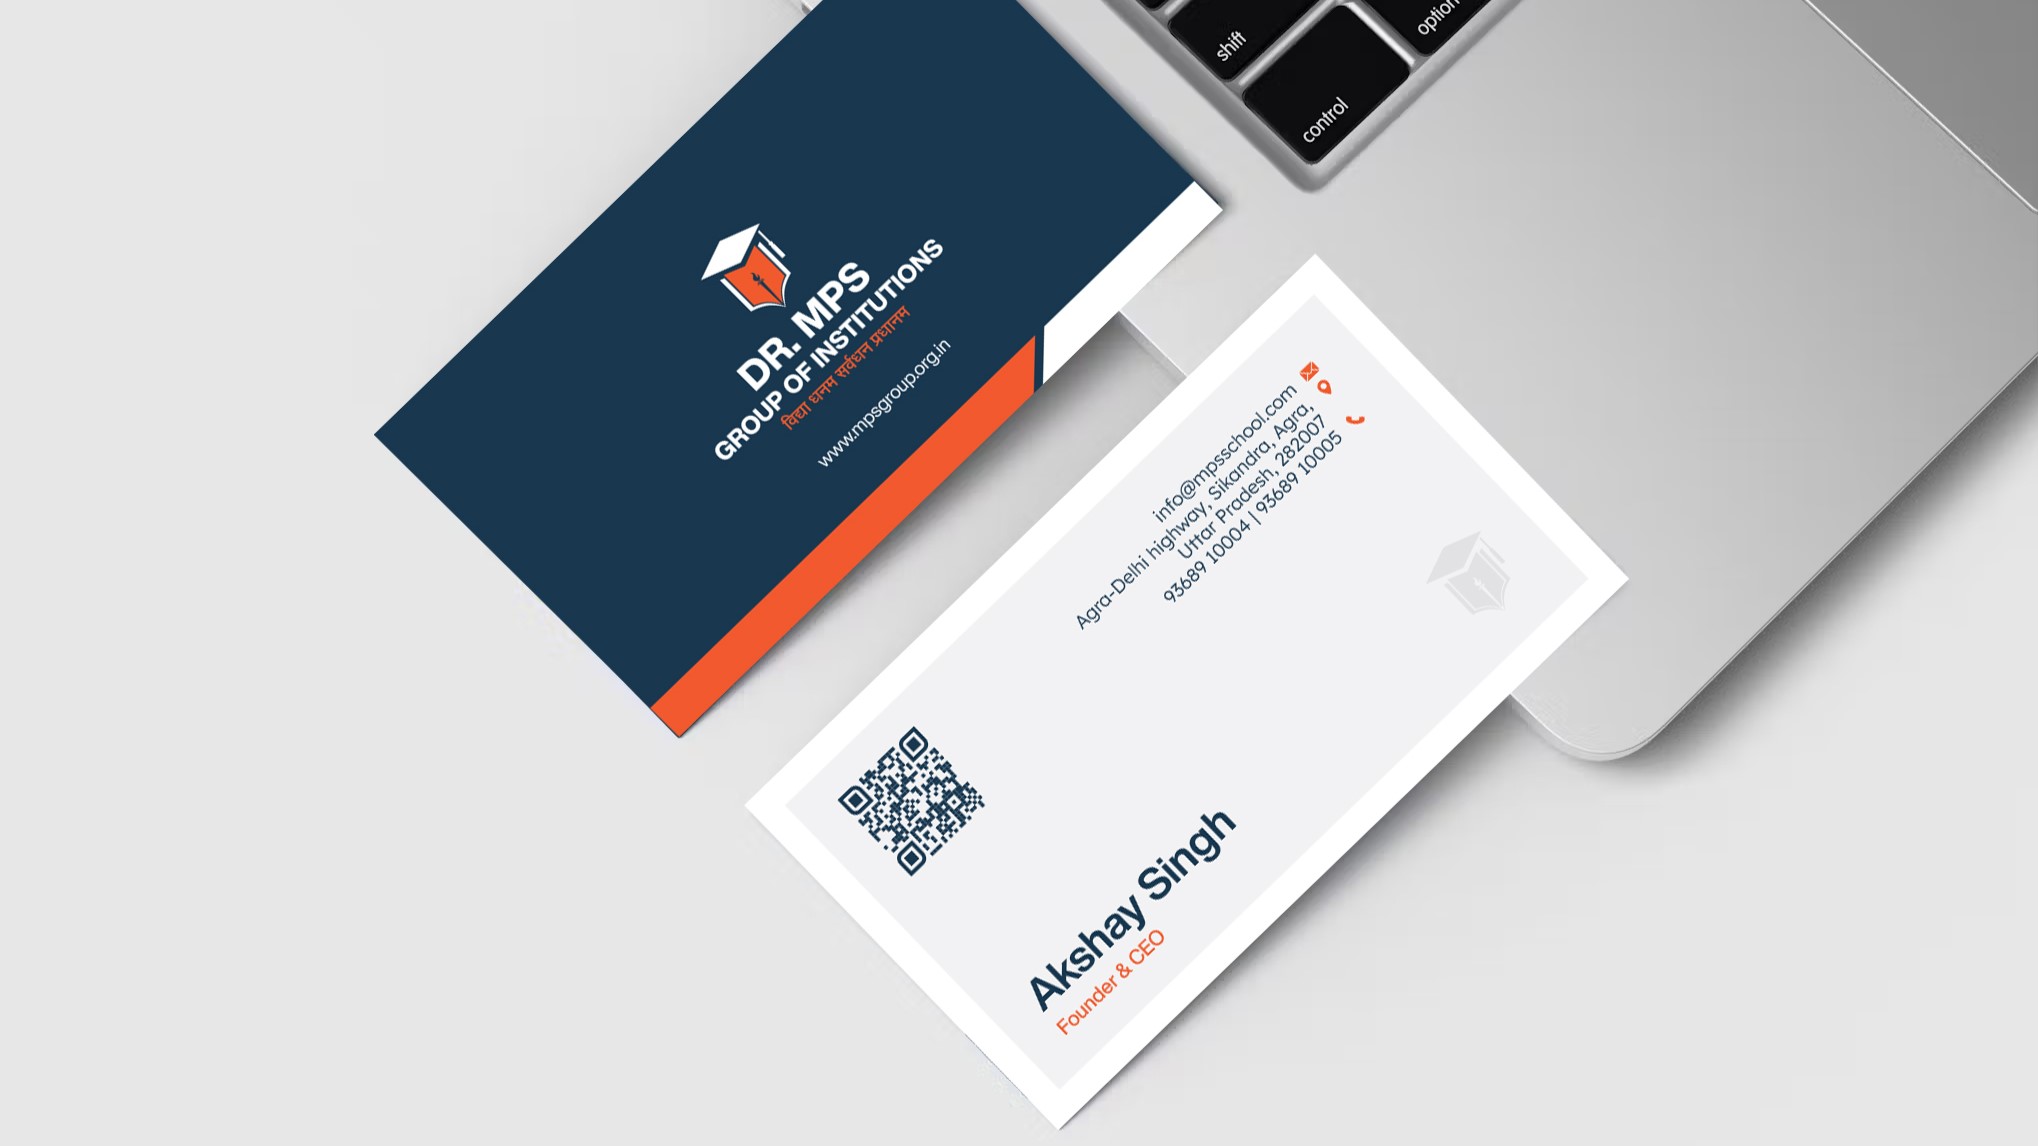 shift
option
control
DR. MPS
GROUP OF INSTITUTIONS
विद्या धनम सर्वधन प्रधानम
www.mpsgroup.org.in
info@mpsschool.com
Agra-Delhi highway, Sikandra, Agra,
Uttar Pradesh, 282007
93689 10004 | 93689 10005
Akshay Singh
Founder & CEO